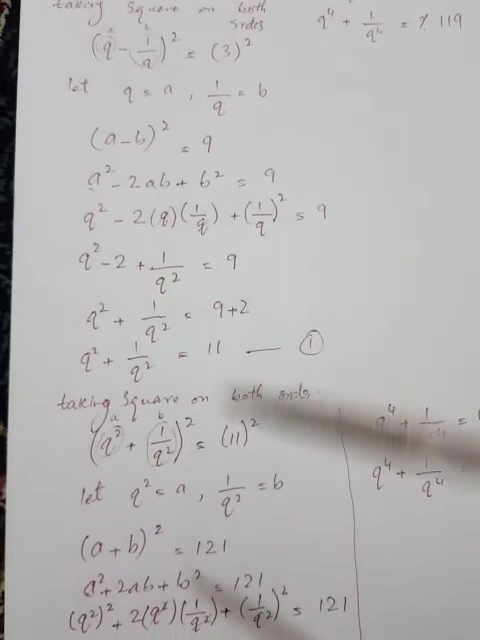 taking Square on both sides
(q - 1/q)² = (3)²
let q = a, 1/q = b
(a-b)² = 9
a² - 2ab + b² = 9
q² - 2(q)(1/q) + (1/q)² = 9
q² - 2 + 1/q² = 9
q² + 1/q² = 9+2
q² + 1/q² = 11 — ①
taking Square on both sides.
a b
(q² + 1/q²)² = (11)²
let q² = a, 1/q² = b
(a+b)² = 121
a² + 2ab + b² = 121
(q²)² + 2(q²)(1/q²) + (1/q²)² = 121
q⁴ + 1/q⁴ = 119
q⁴ + 1/q⁴ =
q⁴ + 1/q⁴ =